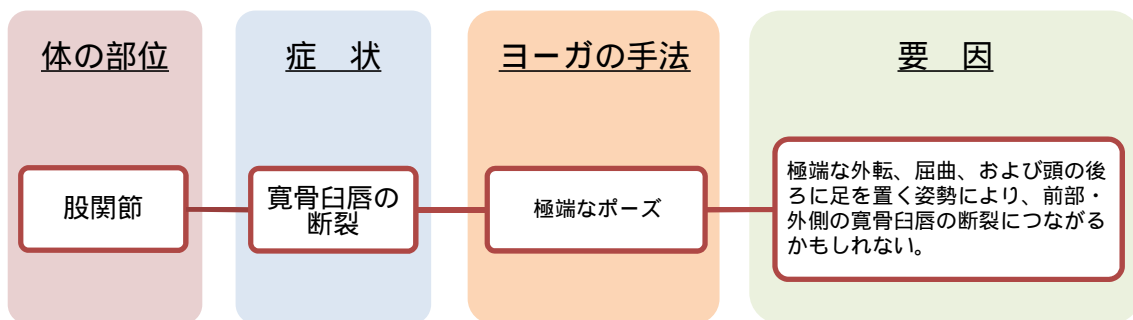 体の部位
症　状
ヨーガの手法
要　因
股関節
寛骨臼唇の
断裂
極端なポーズ
極端な外転、屈曲、および頭の後
ろに足を置く姿勢により、前部・
外側の寛骨臼唇の断裂につながる
かもしれない。